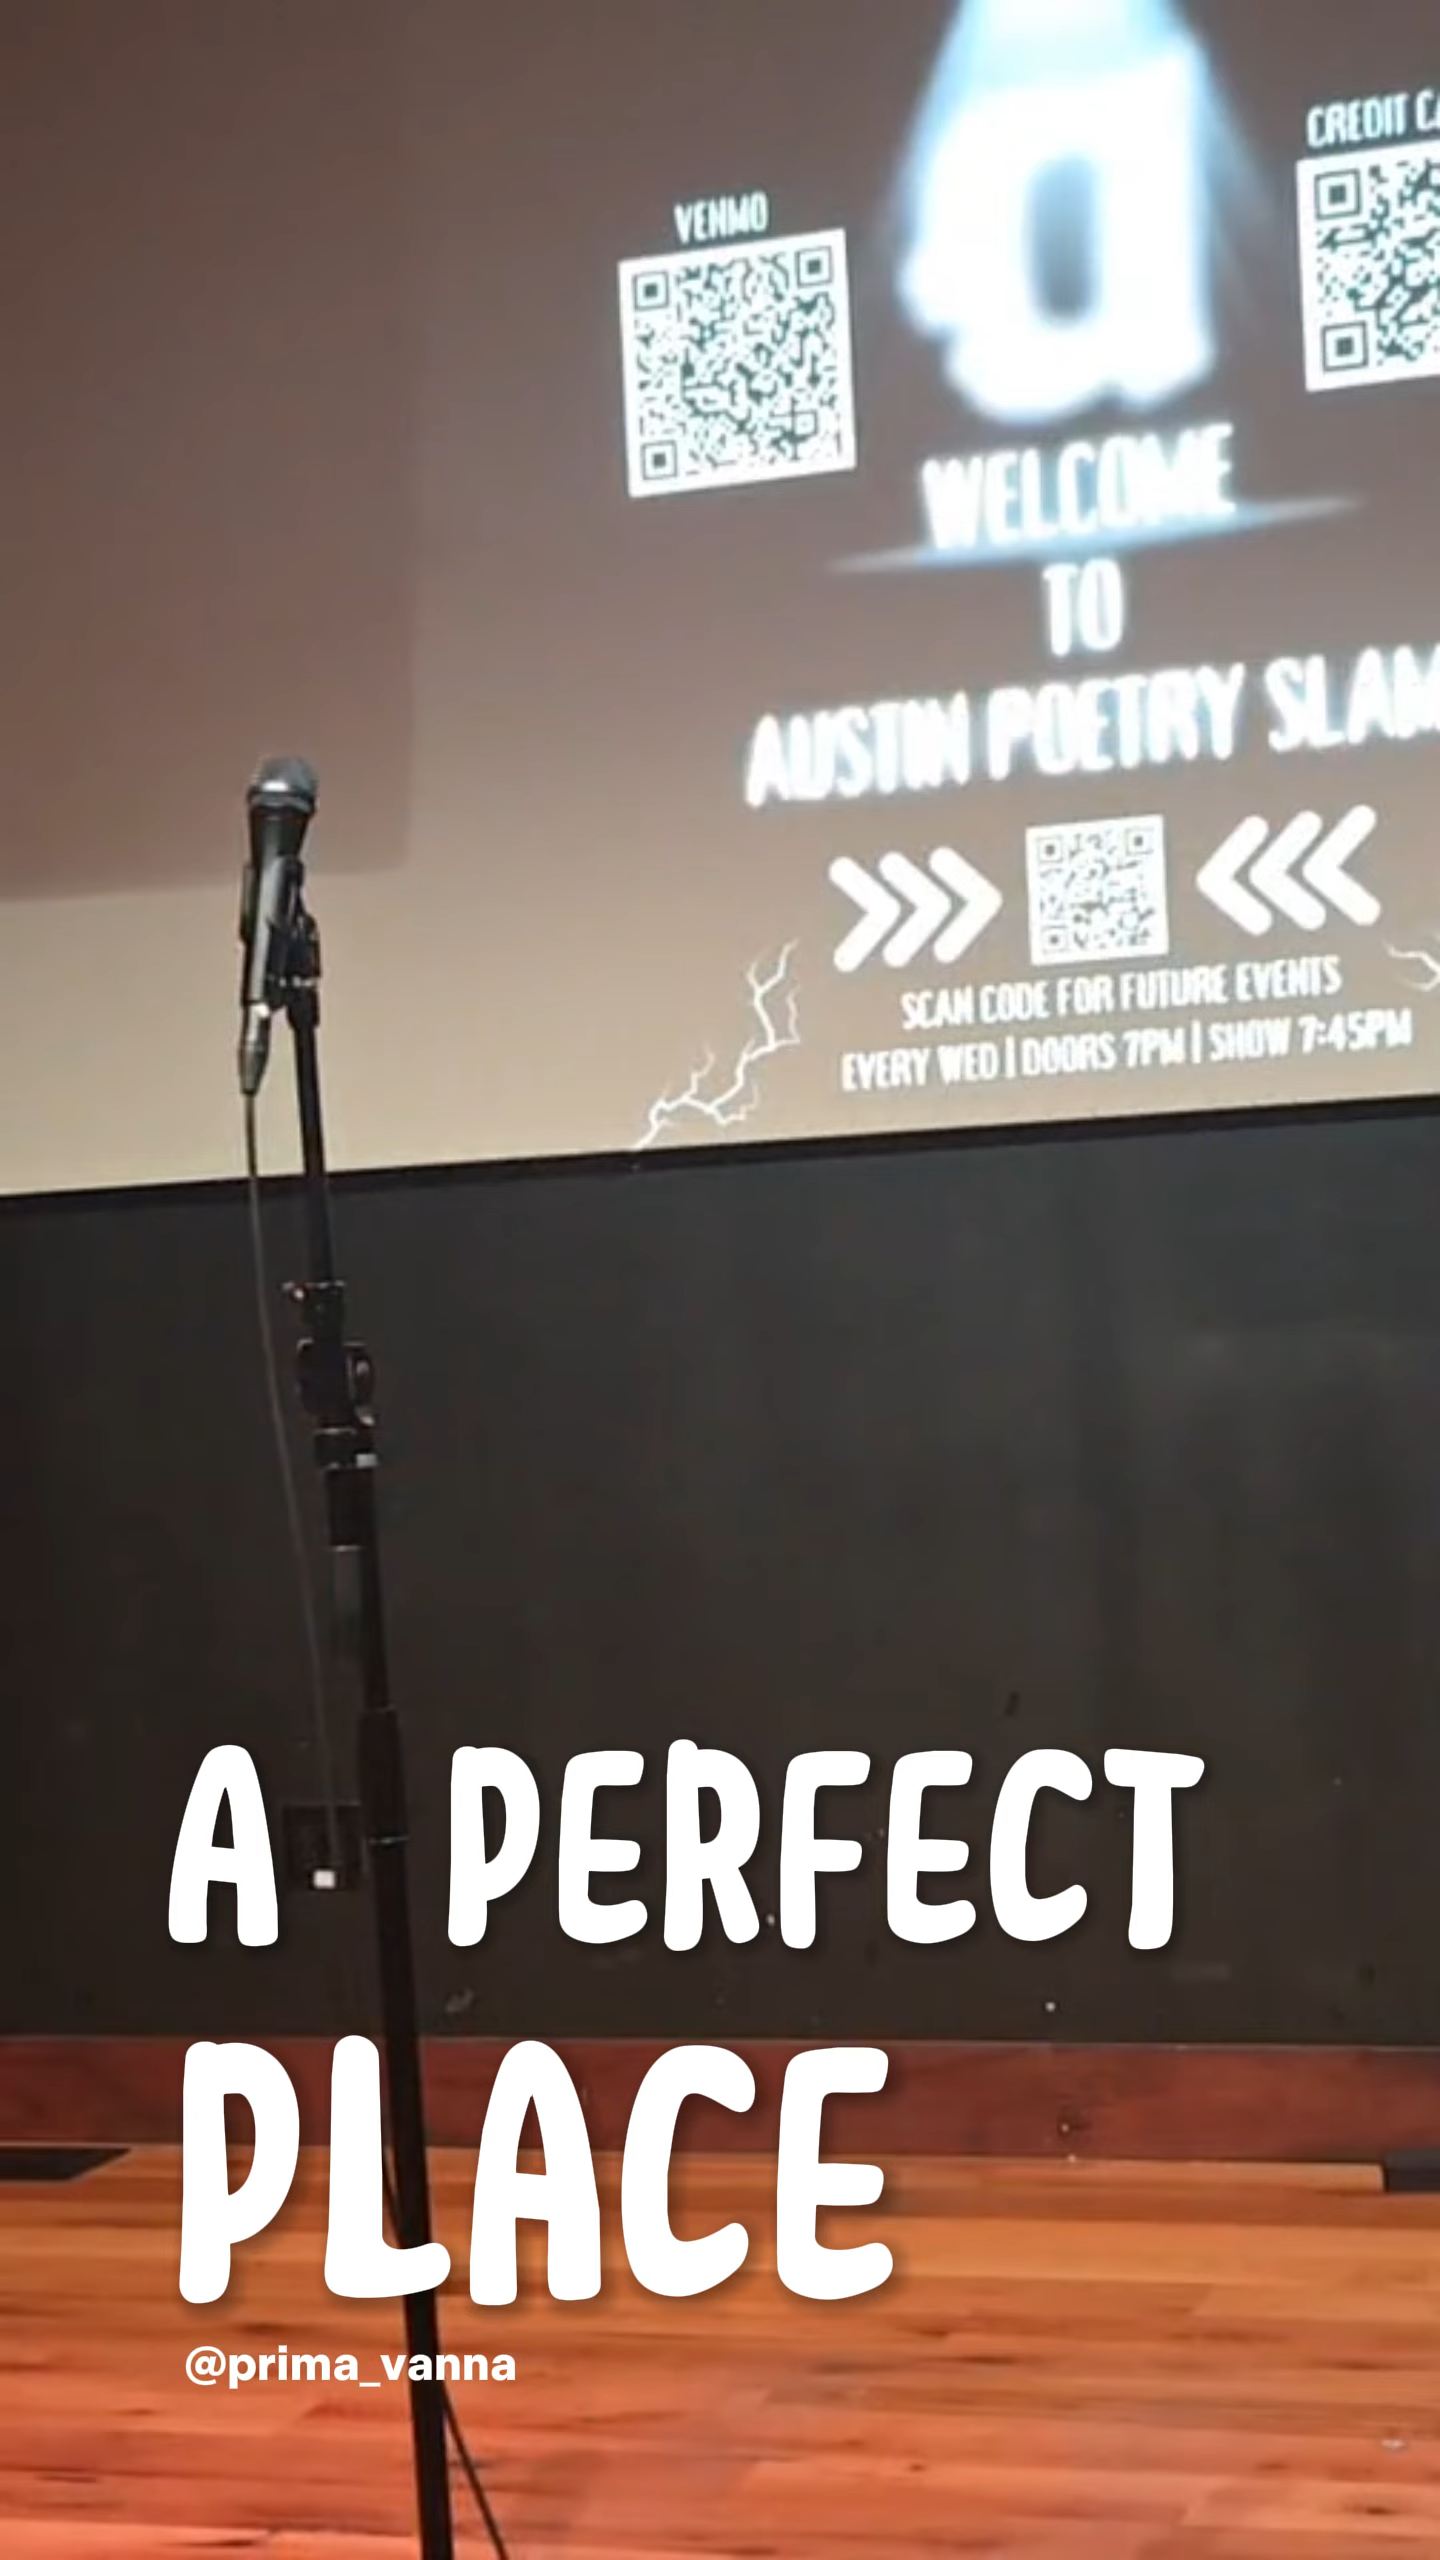 VENMO
CREDIT
WELCOME
TO
AUSTIN POETRY SLAM
SCAN CODE FOR FUTURE EVENTS
EVERY WED | DOORS 7PM | SHOW 7:45PM
A PERFECT
PLACE
@prima_vanna